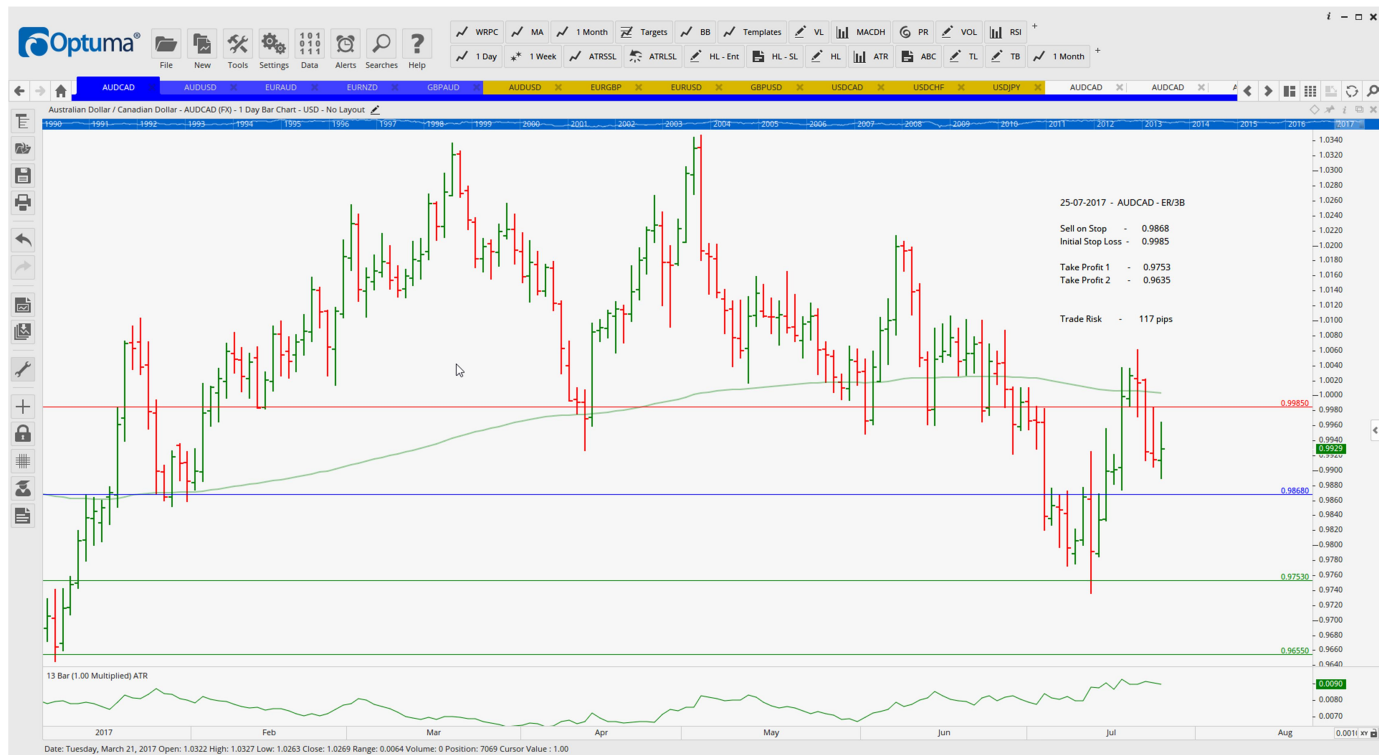 i
Optuma®
File
New
Tools
Settings
Data
Alerts
Searches
Help
WRPC
MA
1 Month
Targets
BB
Templates
VL
MACDH
PR
VOL
RSI
1 Day
1 Week
ATRSSL
ATRLSL
HL - Ent
HL - SL
HL
ATR
ABC
TL
TB
1 Month
AUDCAD
AUDUSD
EURAUD
EURNZD
GBPAUD
AUDUSD
EURGBP
EURUSD
GBPUSD
USDCAD
USDCHF
USDJPY
AUDCAD
AUDCAD
Australian Dollar / Canadian Dollar - AUDCAD (FX) - 1 Day Bar Chart - USD - No Layout
1990 1991 1992 1993 1994 1995 1996 1997 1998 1999 2000 2001 2002 2003 2004 2005 2006 2007 2008 2009 2010 2011 2012 2013 2014 2015 2016 2017
1.0340
1.0320
1.0300
1.0280
1.0260
1.0240
1.0220
1.0200
1.0180
1.0160
1.0140
1.0120
1.0100
1.0080
1.0060
1.0040
1.0020
1.0000
0.9980
0.9960
0.9940
0.9929
0.9920
0.9900
0.9880
0.9860
0.9840
0.9820
0.9800
0.9780
0.9760
0.9740
0.9720
0.9700
0.9680
0.9660
0.9640
25-07-2017 - AUDCAD - ER/3B
Sell on Stop - 0.9868
Initial Stop Loss - 0.9985
Take Profit 1 - 0.9753
Take Profit 2 - 0.9635
Trade Risk - 117 pips
0.99850
0.98680
0.97530
0.96550
13 Bar (1.00 Multiplied) ATR
0.0090
0.0080
0.0070
2017 Feb Mar Apr May Jun Jul Aug
XY
Date: Tuesday, March 21, 2017 Open: 1.0322 High: 1.0327 Low: 1.0263 Close: 1.0269 Range: 0.0064 Volume: 0 Position: 7069 Cursor Value : 1.00